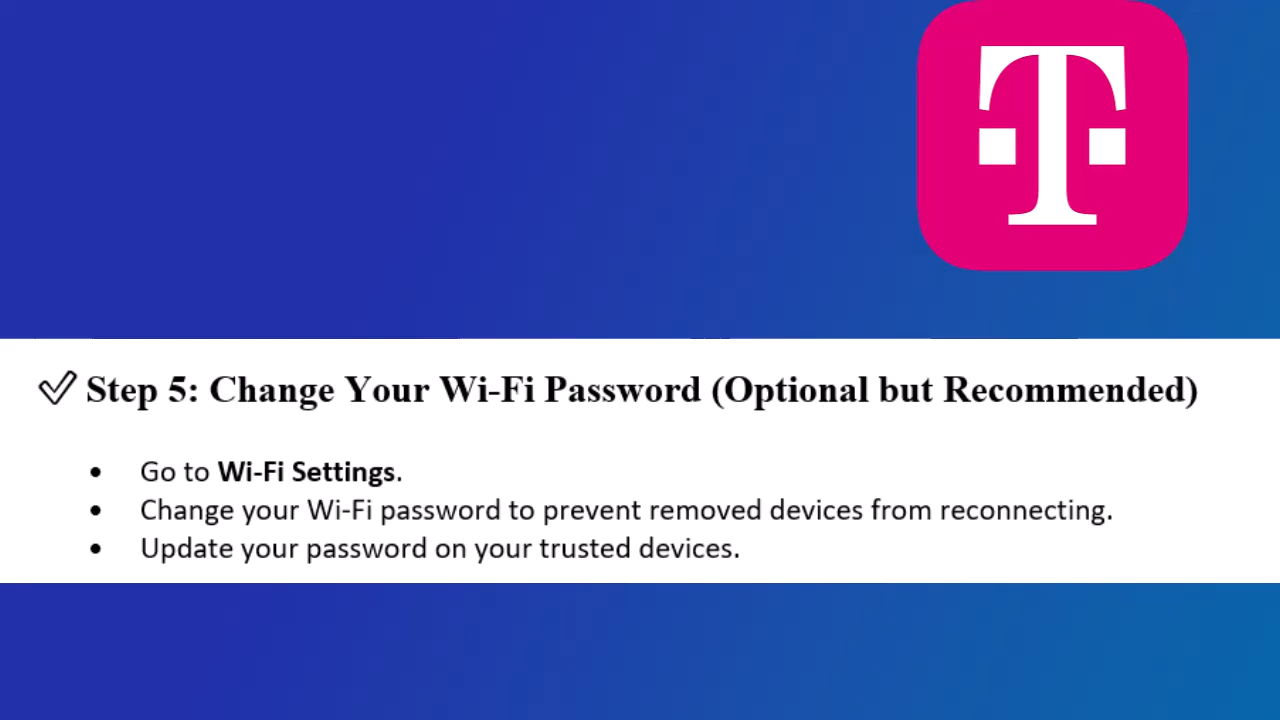 T
✓ Step 5: Change Your Wi-Fi Password (Optional but Recommended)
• Go to Wi-Fi Settings.
• Change your Wi-Fi password to prevent removed devices from reconnecting.
• Update your password on your trusted devices.